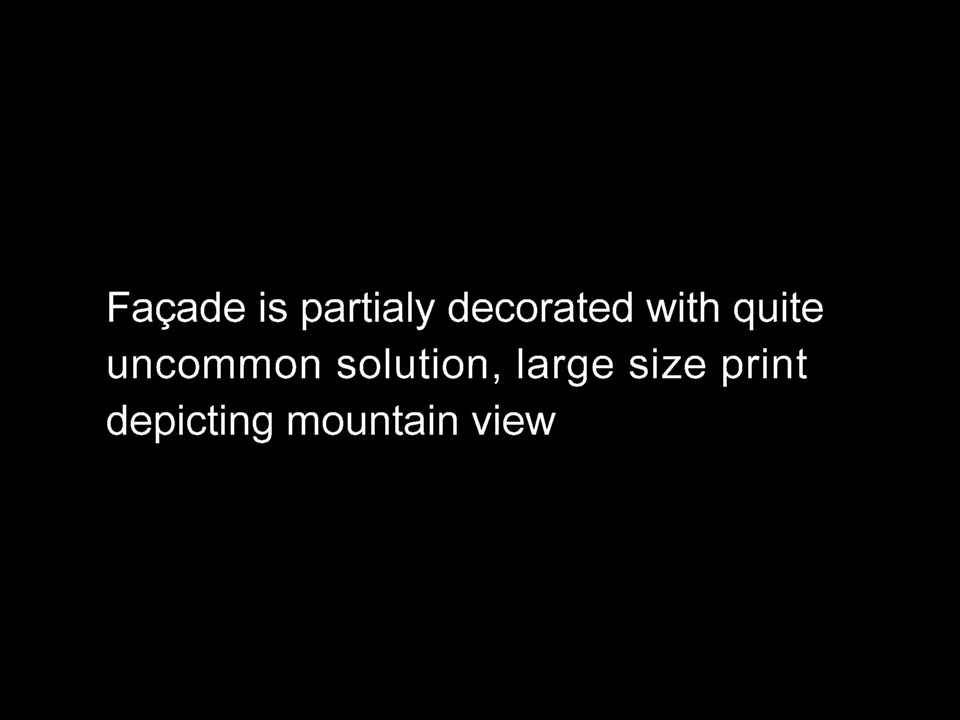 Façade is partialy decorated with quite
uncommon solution, large size print
depicting mountain view